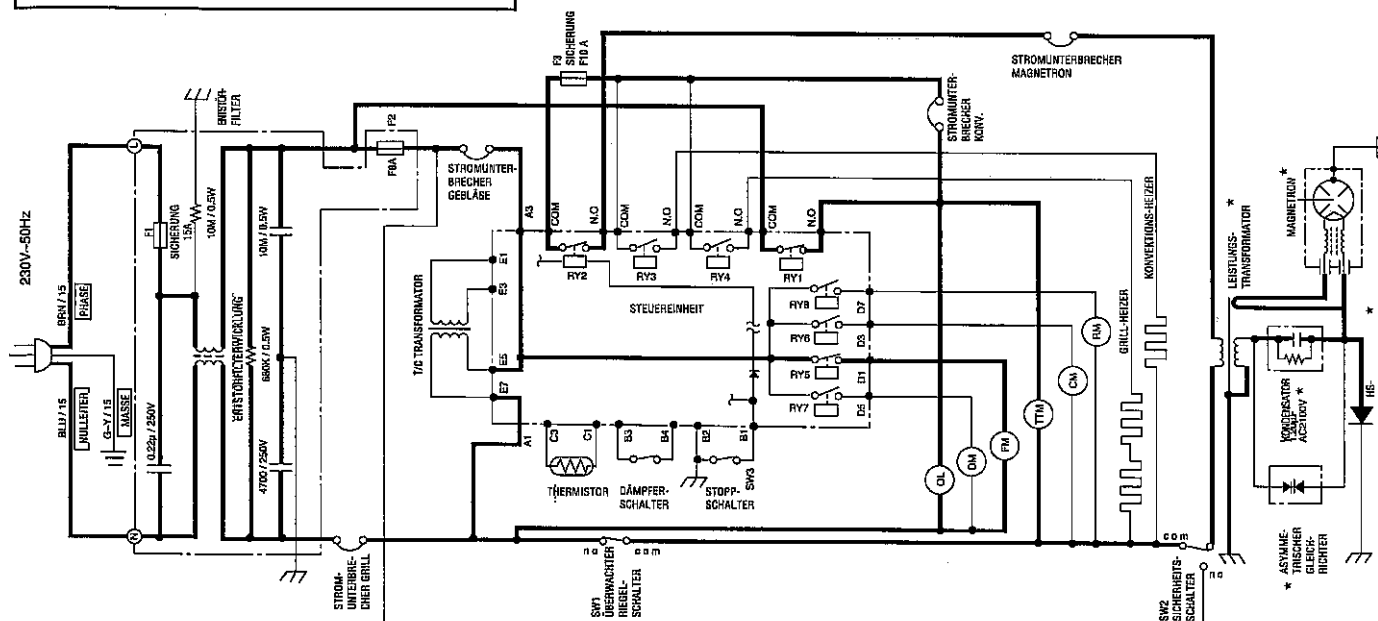 230V~50Hz
BRN / 15
PHASE
BLU / 15
NULLEITER
G-Y / 15
MASSE
L
N
F1
SICHERUNG
15A
ENTSTÖR-
FILTER
10M / 0.5W
0.22µ / 250V
ENTSTÖRFILTERWICKLUNG
10M / 0.5W
680K / 0.5W
4700 / 250V
F2
F8A
STROMUNTER-
BRECHER
GEBLÄSE
STROM-
UNTERBRE-
CHER GRILL
T/C TRANSFORMATOR
A3
E1
E3
E5
E7
A1
F3
SICHERUNG
F10 A
COM
N.O
COM
N.O
COM
N.O
COM
N.O
RY2
RY3
RY4
RY1
STEUEREINHEIT
RY8
RY6
RY5
RY7
D7
D3
D1
D5
C3
C1
B3
B4
B2
B1
THERMISTOR
DÄMPFER-
SCHALTER
STOPP-
SCHALTER
SW3
STROMUNTER-
BRECHER
KONV.
STROMUNTERBRECHER
MAGNETRON
OL
DM
FM
TTM
CM
RM
GRILL-HEIZER
KONVEKTIONS-HEIZER
no
com
SW1
ÜBERWACHTER
RIEGEL-
SCHALTER
com
no
SW2
SICHERHEITS-
SCHALTER
LEISTUNGS- *
TRANSFORMATOR
MAGNETRON *
KONDENSATOR
AC2100V *
* ASYMME-
TRISCHER
GLEICH-
RICHTER
*
HS-
*